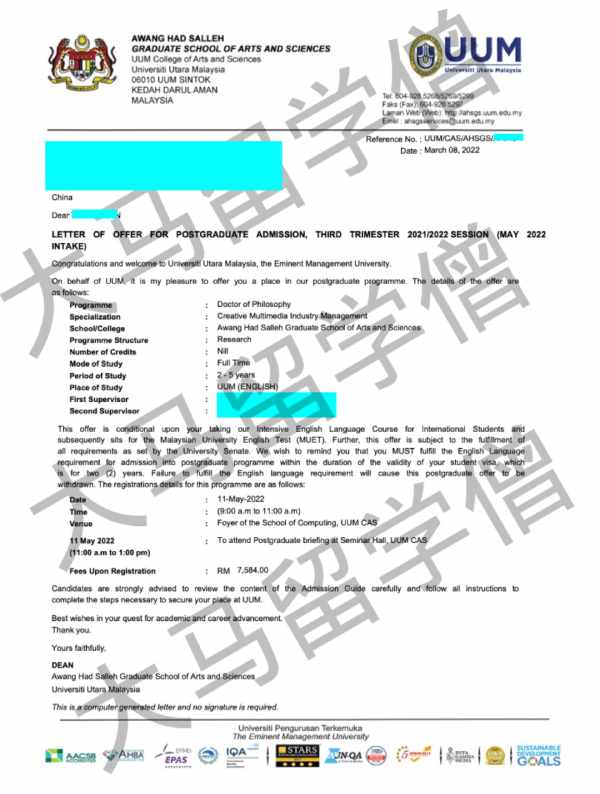 AWANG HAD SALLEH
GRADUATE SCHOOL OF ARTS AND SCIENCES
UUM College of Arts and Sciences
Universiti Utara Malaysia
06010 UUM SINTOK
KEDAH DARUL AMAN
MALAYSIA
UUM
Universiti Utara Malaysia
Tel: 604-928 5266/5269/5299
Faks (Fax): 604-928 5297
Laman Web (Web): http://ahsgs.uum.edu.my
Emel : ahsgsservices@uum.edu.my
Reference No. : UUM/CAS/AHSGS/
Date : March 08, 2022
China
Dear N
LETTER OF OFFER FOR POSTGRADUATE ADMISSION, THIRD TRIMESTER 2021/2022 SESSION (MAY 2022
INTAKE)
Congratulations and welcome to Universiti Utara Malaysia, the Eminent Management University.
On behalf of UUM, it is my pleasure to offer you a place in our postgraduate programme. The details of the offer are
as follows:
Programme : Doctor of Philosophy
Specialization : Creative Multimedia Industry Management
School/College : Awang Had Salleh Graduate School of Arts and Sciences
Programme Structure : Research
Number of Credits : Nill
Mode of Study : Full Time
Period of Study : 2 - 5 years
Place of Study : UUM (ENGLISH)
First Supervisor :
Second Supervisor :
This offer is conditional upon your taking our Intensive English Language Course for International Students and
subsequently sits for the Malaysian University English Test (MUET). Further, this offer is subject to the fulfillment of
all requirements as set by the University Senate. We wish to remind you that you MUST fulfill the English Language
requirement for admission into postgraduate programme within the duration of the validity of your student visa, which
is for two (2) years. Failure to fulfill the English language requirement will cause this postgraduate offer to be
withdrawn. The registrations details for this programme are as follows:
Date : 11-May-2022
Time : (9:00 a.m to 11:00 a.m)
Venue : Foyer of the School of Computing, UUM CAS
11 May 2022 : To attend Postgraduate briefing at Seminar Hall, UUM CAS
(11:00 a.m to 1:00 pm)
Fees Upon Registration : RM 7,584.00
Candidates are strongly advised to review the content of the Admission Guide carefully and follow all instructions to
complete the steps necessary to secure your place at UUM.
Best wishes in your quest for academic and career advancement.
Thank you.
Yours faithfully,
DEAN
Awang Had Salleh Graduate School of Arts and Sciences
Universiti Utara Malaysia
This is a computer generated letter and no signature is required.
Universiti Pengurusan Terkemuka
The Eminent Management University
AACSB
AMBA
EFMD
EPAS
IQA
STARS
UN-QA
BETA
GAMMA
SIGMA
SUSTAINABLE
DEVELOPMENT
GOALS
大马留学僧
大马留学僧
大马留学僧